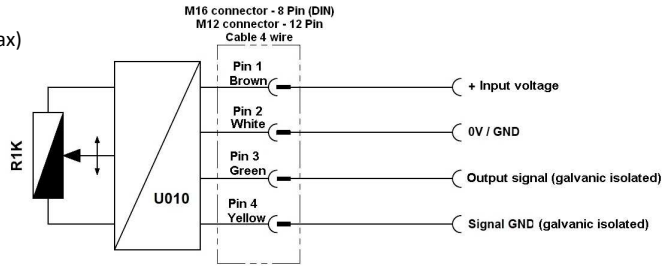 M16 connector - 8 Pin (DIN)
M12 connector - 12 Pin
Cable 4 wire
ax)
Pin 1
Brown
+ Input voltage
Pin 2
White
0V / GND
R1K
Pin 3
Green
Output signal (galvanic isolated)
U010
Pin 4
Yellow
Signal GND (galvanic isolated)